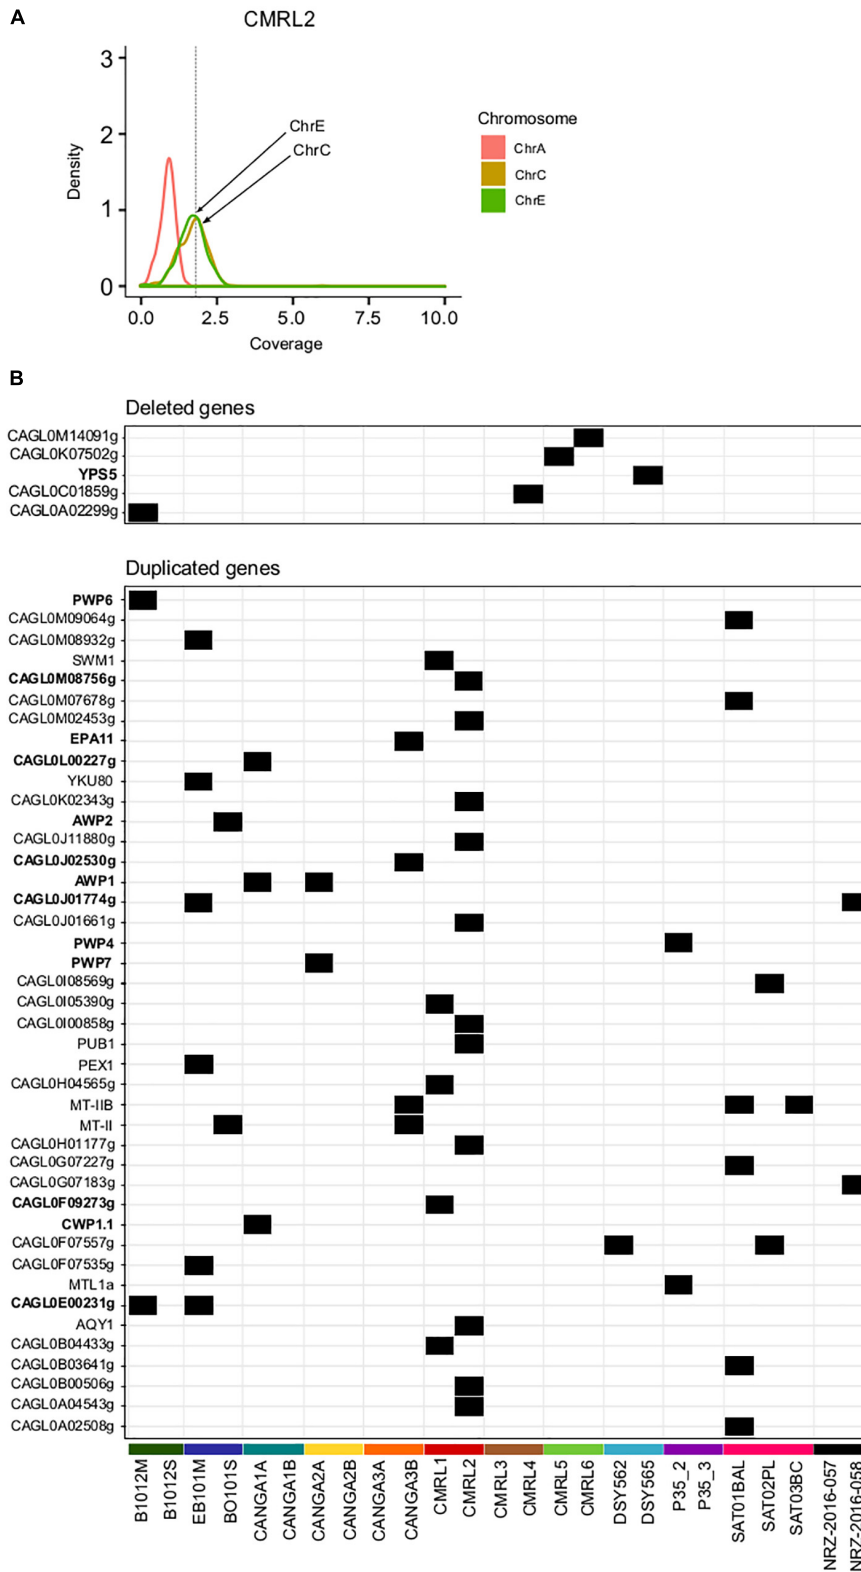 A
CMRL2
3
2
1
0
Density
ChrE
ChrC
0.0 2.5 5.0 7.5 10.0
Coverage
Chromosome
ChrA
ChrC
ChrE
B
Deleted genes
CAGL0M14091g
CAGL0K07502g
YPS5
CAGL0C01859g
CAGL0A02299g
Duplicated genes
PWP6
CAGL0M09064g
CAGL0M08932g
SWM1
CAGL0M08756g
CAGL0M07678g
CAGL0M02453g
EPA11
CAGL0L00227g
YKU80
CAGL0K02343g
AWP2
CAGL0J11880g
CAGL0J02530g
AWP1
CAGL0J01774g
CAGL0J01661g
PWP4
PWP7
CAGL0I08569g
CAGL0I05390g
CAGL0I00858g
PUB1
PEX1
CAGL0H04565g
MT-IIB
MT-II
CAGL0H01177g
CAGL0G07227g
CAGL0G07183g
CAGL0F09273g
CWP1.1
CAGL0F07557g
CAGL0F07535g
MTL1a
CAGL0E00231g
AQY1
CAGL0B04433g
CAGL0B03641g
CAGL0B00506g
CAGL0A04543g
CAGL0A02508g
B1012M
B1012S
EB101M
BO101S
CANGA1A
CANGA1B
CANGA2A
CANGA2B
CANGA3A
CANGA3B
CMRL1
CMRL2
CMRL3
CMRL4
CMRL5
CMRL6
DSY562
DSY565
P35_2
P35_3
SAT01BAL
SAT02PL
SAT03BC
NRZ-2016-057
NRZ-2016-058